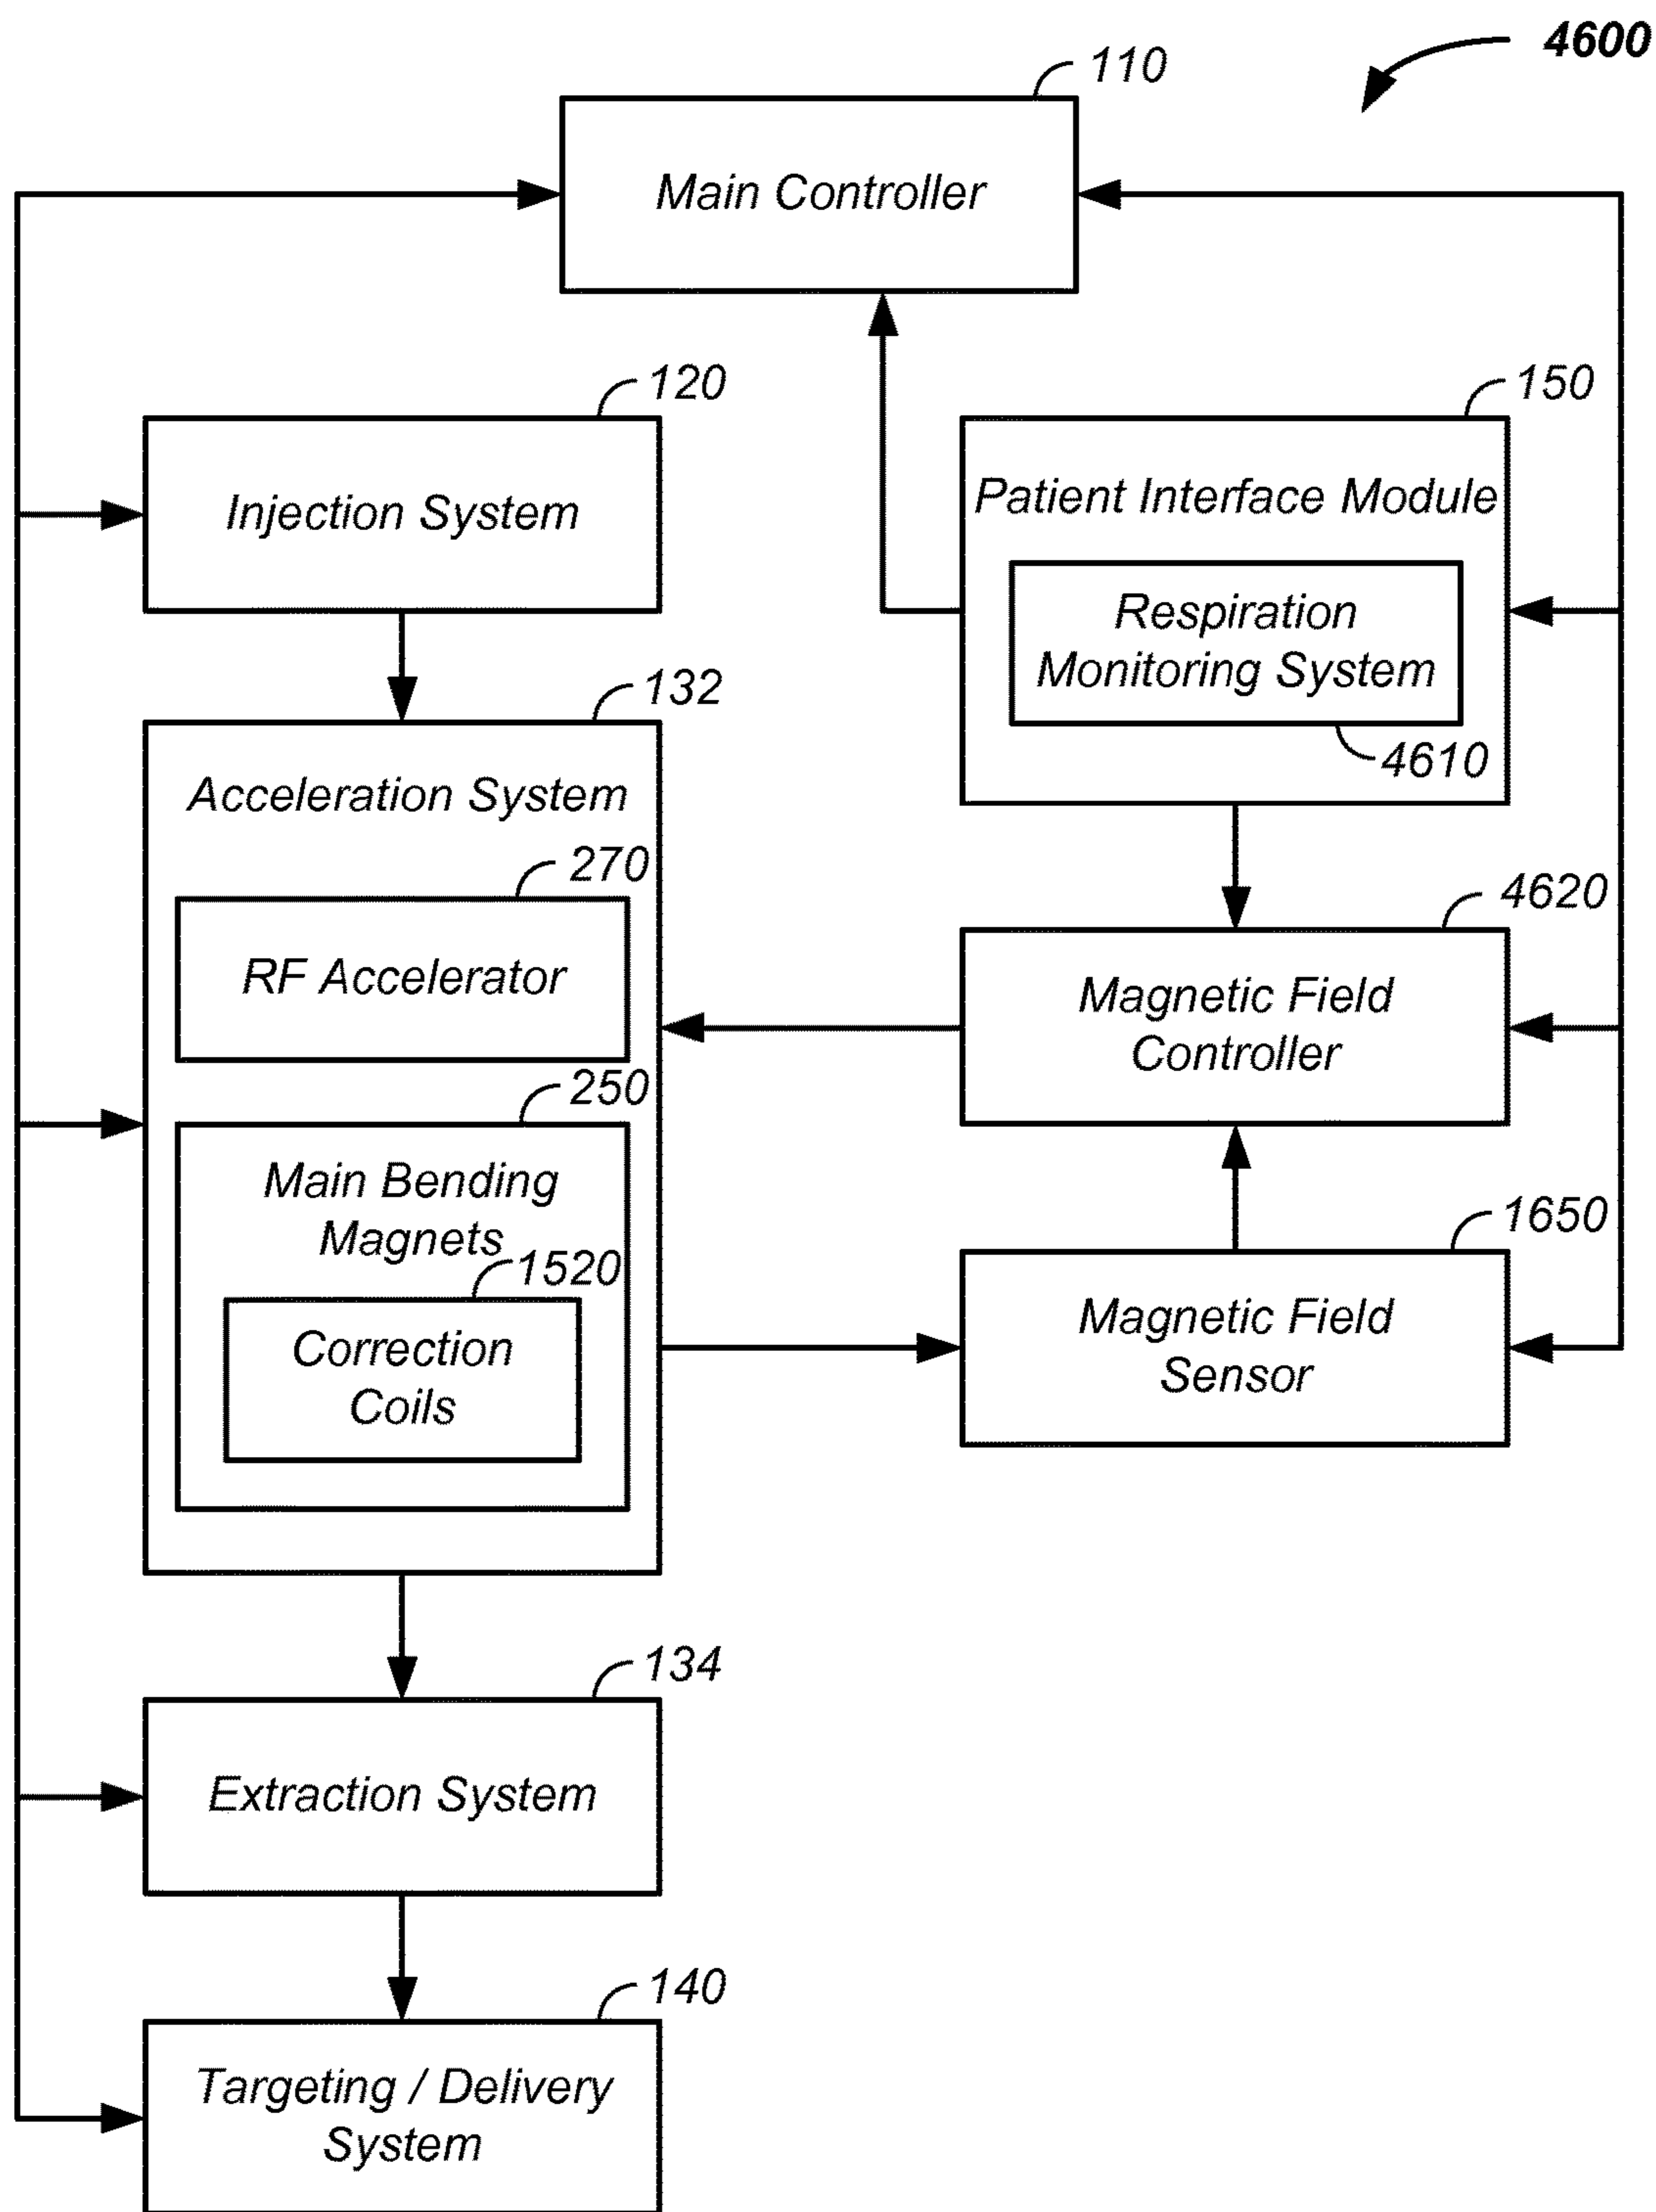 4600
110
Main Controller
120
Injection System
150
Patient Interface Module
Respiration
Monitoring System
4610
132
Acceleration System
270
RF Accelerator
250
Main Bending
Magnets
1520
Correction
Coils
4620
Magnetic Field
Controller
1650
Magnetic Field
Sensor
134
Extraction System
140
Targeting / Delivery
System